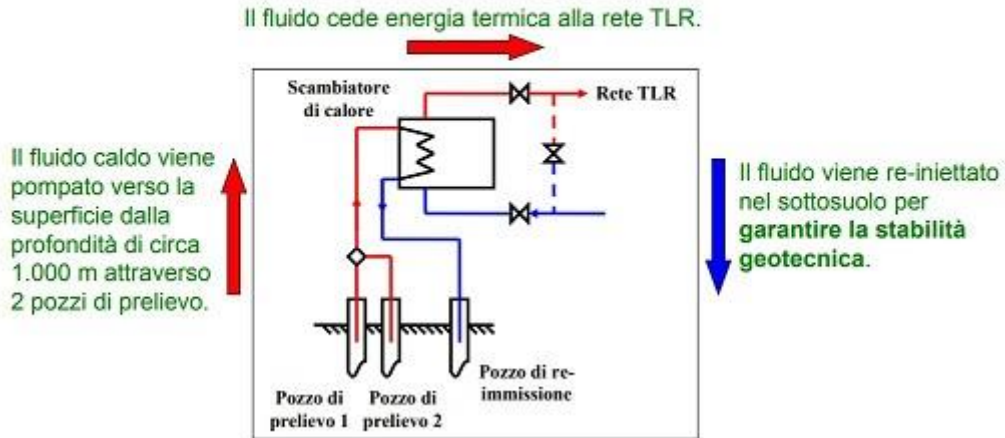 Il fluido cede energia termica alla rete TLR.
Scambiatore
di calore
Rete TLR
Il fluido caldo viene
pompato verso la
superficie dalla
profondità di circa
1.000 m attraverso
2 pozzi di prelievo.
Il fluido viene re-iniettato
nel sottosuolo per
garantire la stabilità
geotecnica.
Pozzo di
prelievo 1
Pozzo di
prelievo 2
Pozzo di re-
immissione